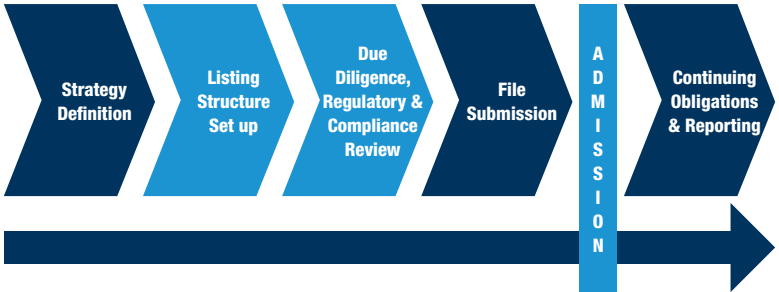 Strategy
Definition
Listing
Structure
Set up
Due
Diligence,
Regulatory &
Compliance
Review
File
Submission
A
D
M
I
S
S
I
O
N
Continuing
Obligations
& Reporting